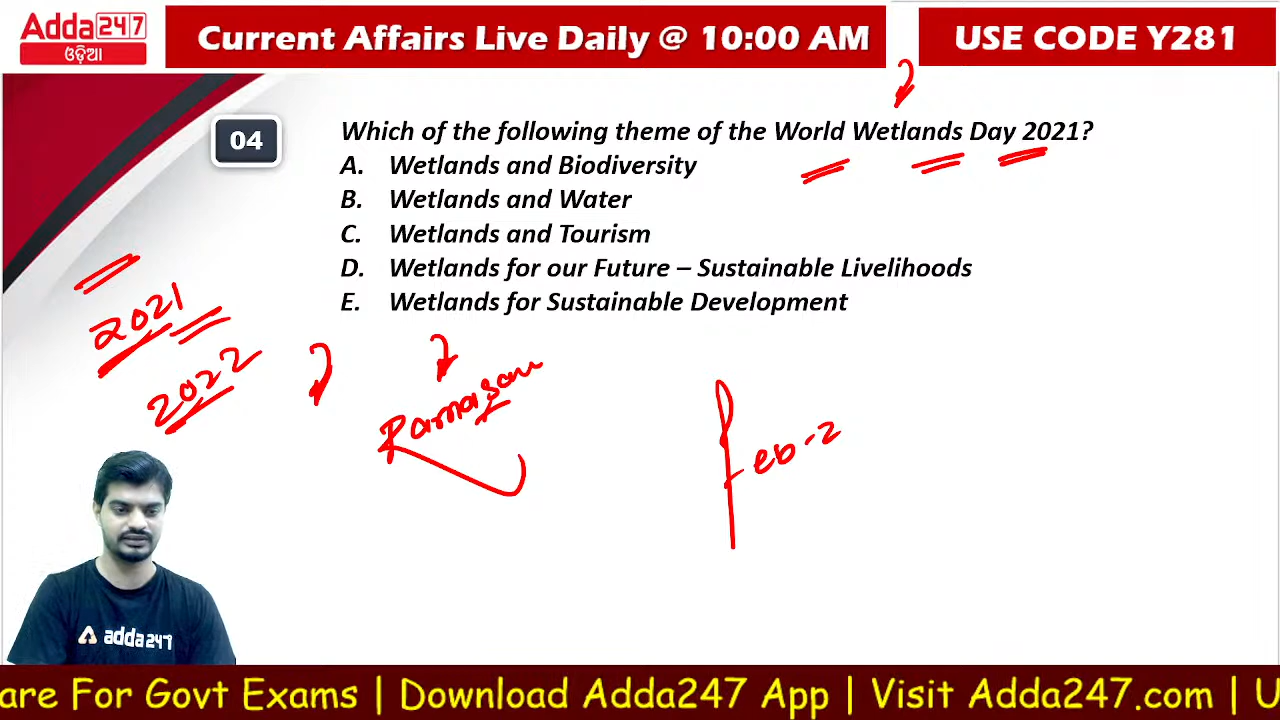 Adda247
ଓଡ଼ିଆ
Current Affairs Live Daily @ 10:00 AM
USE CODE Y281
04
Which of the following theme of the World Wetlands Day 2021?
A. Wetlands and Biodiversity
B. Wetlands and Water
C. Wetlands and Tourism
D. Wetlands for our Future – Sustainable Livelihoods
E. Wetlands for Sustainable Development
2021
2022
Feb-2
adda247
are For Govt Exams | Download Adda247 App | Visit Adda247.com | U